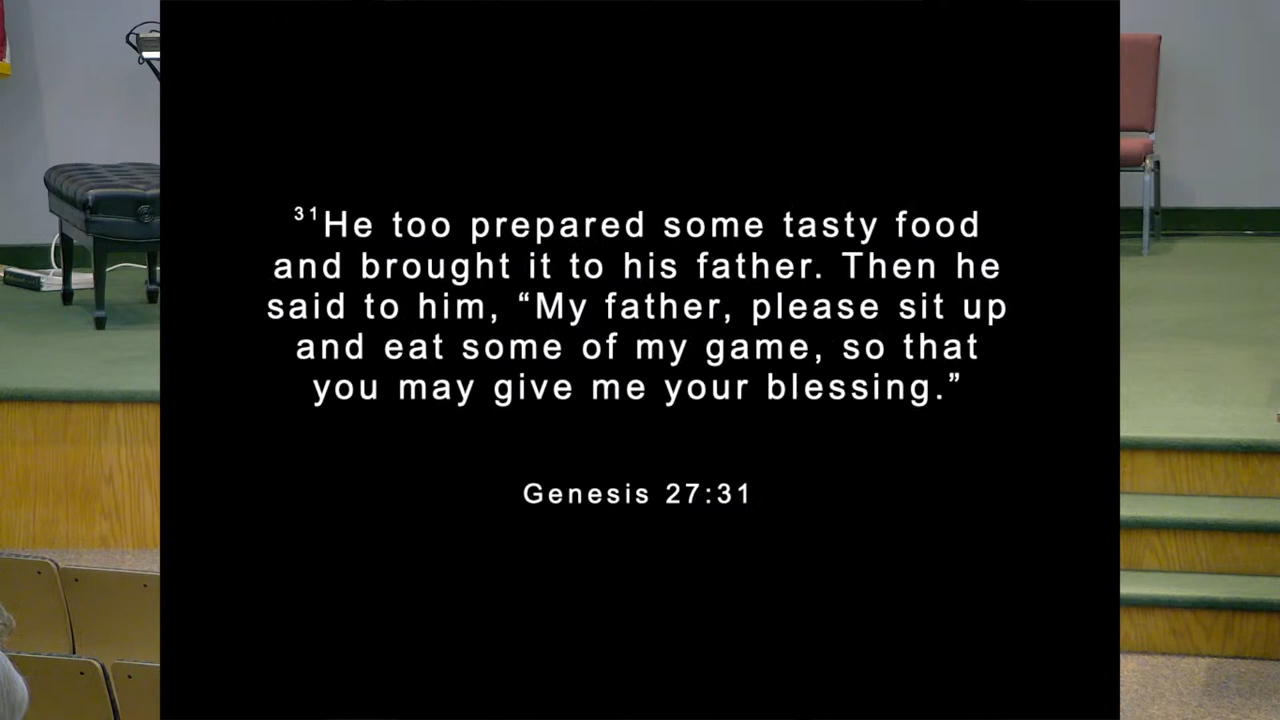 ³¹He too prepared some tasty food
and brought it to his father. Then he
said to him, “My father, please sit up
and eat some of my game, so that
you may give me your blessing.”
Genesis 27:31